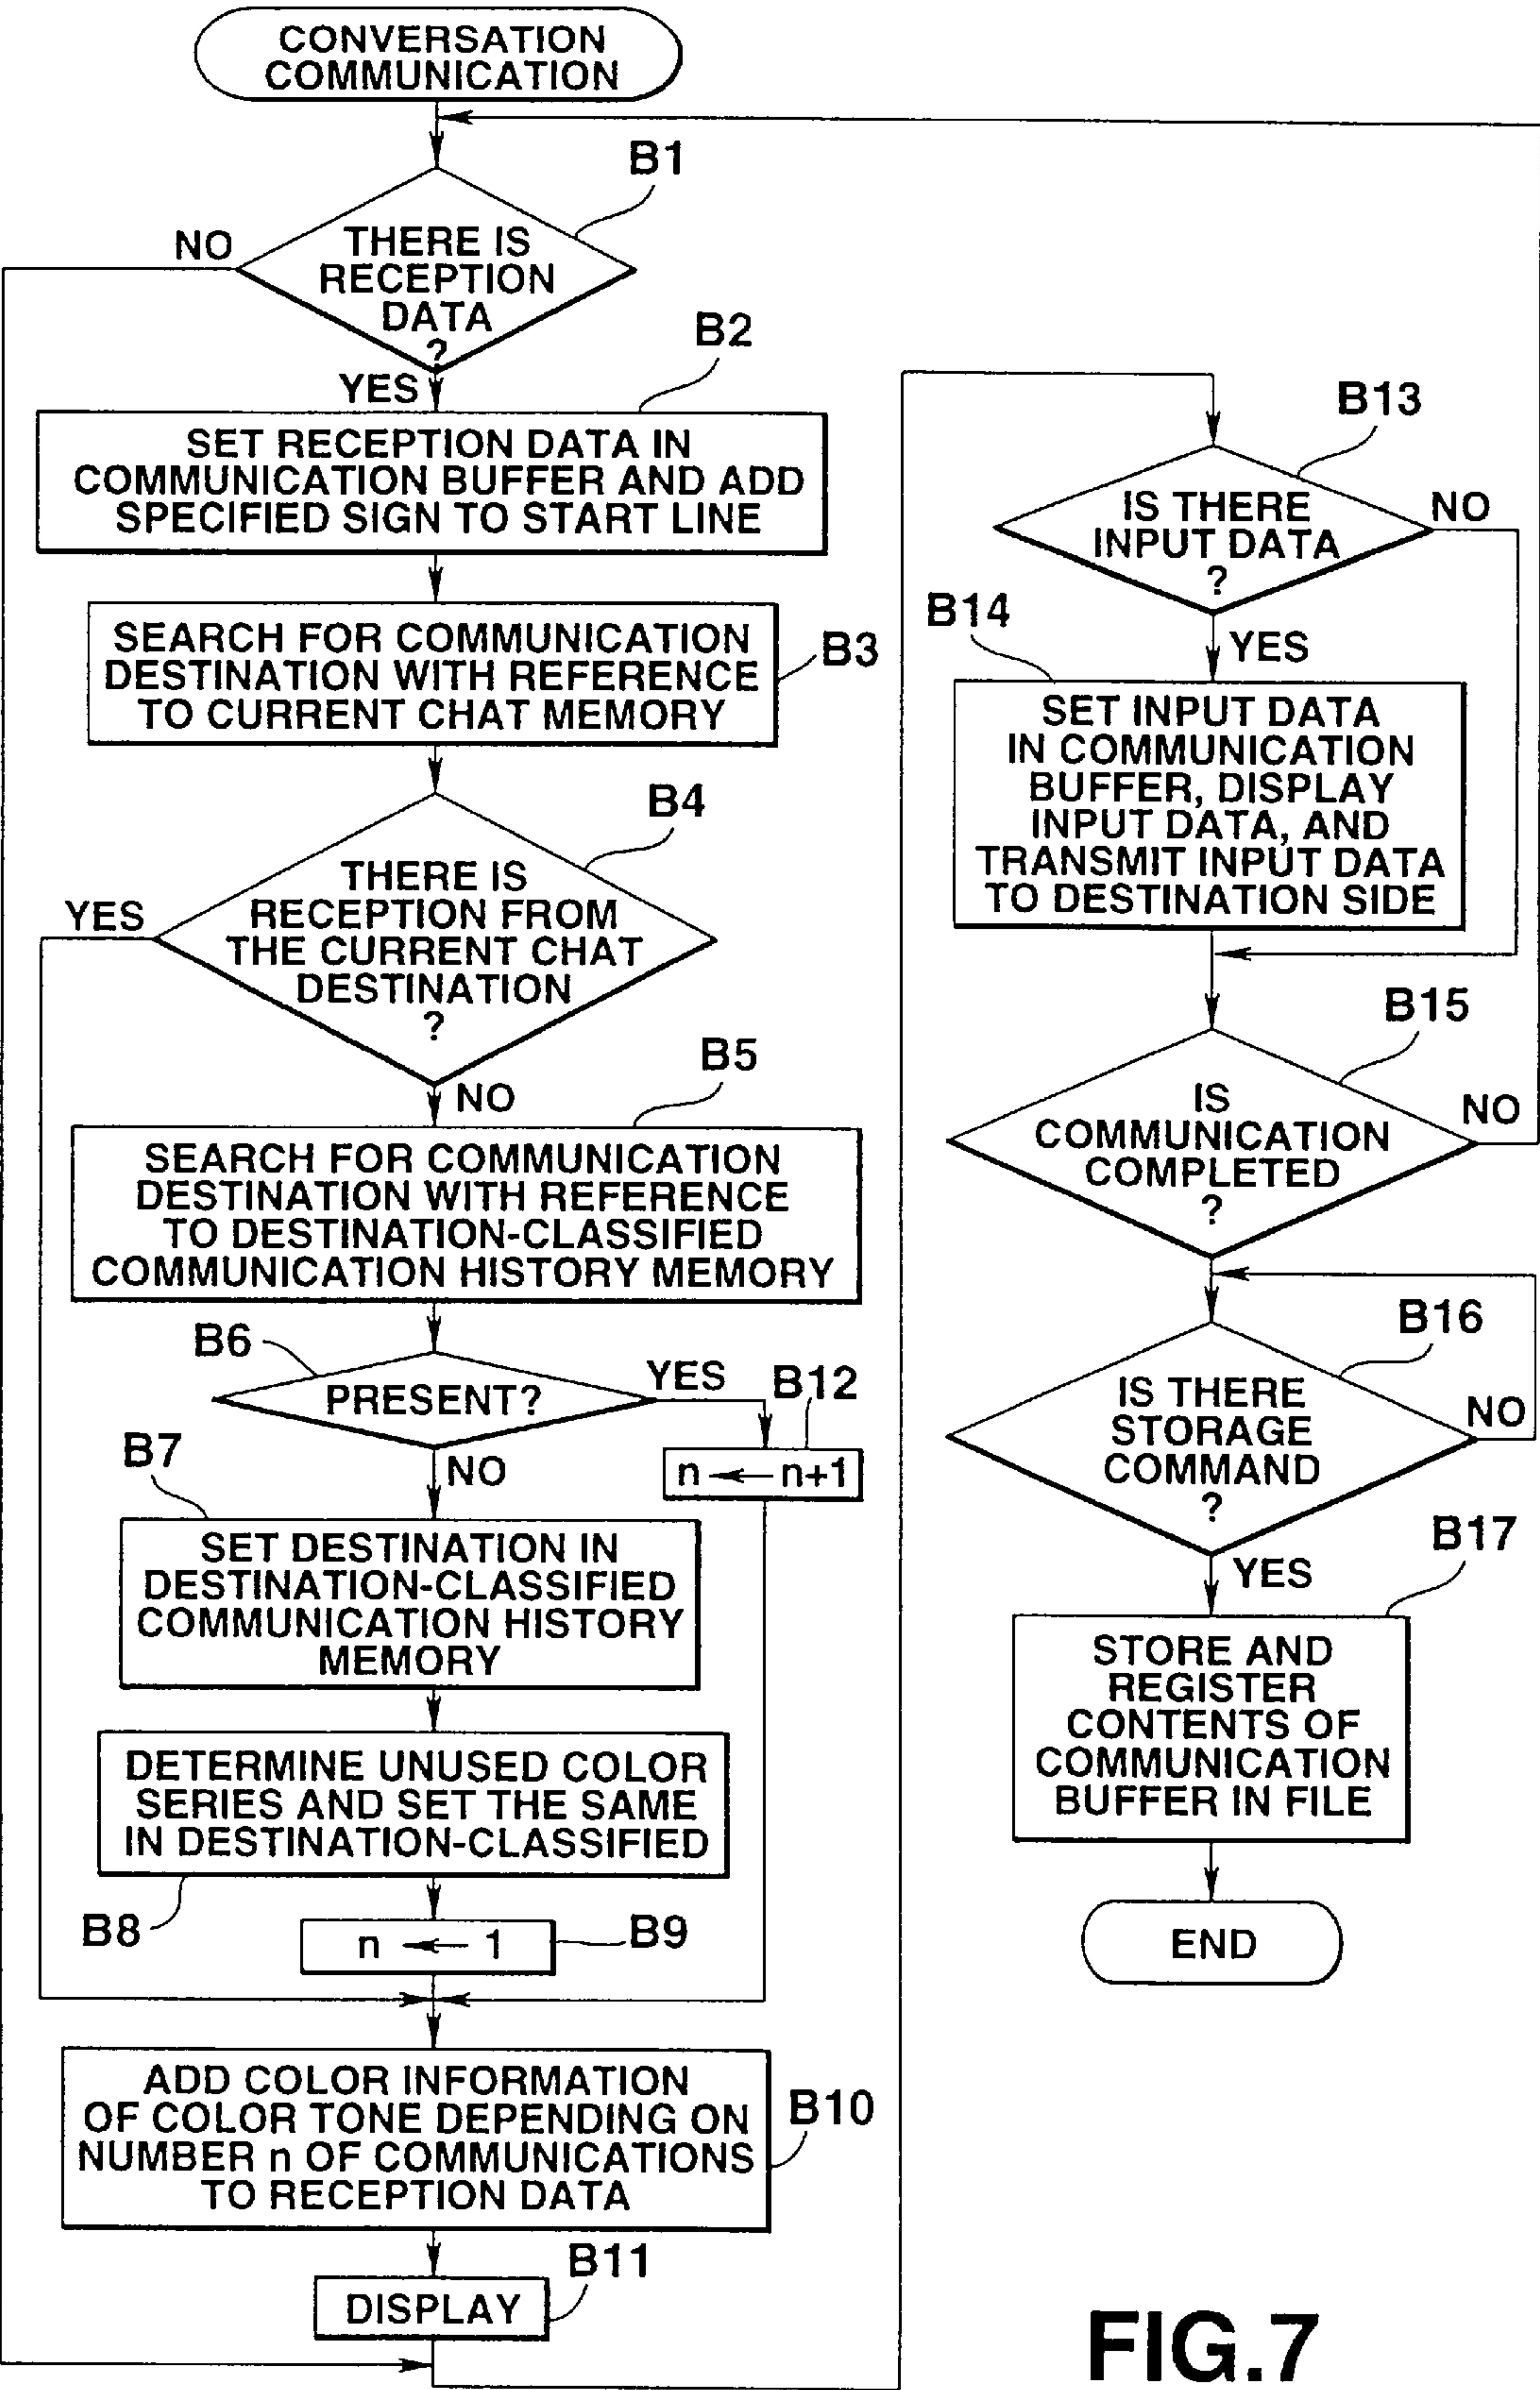 CONVERSATION
COMMUNICATION
B1
NO
THERE IS
RECEPTION
DATA
?
YES
B2
SET RECEPTION DATA IN
COMMUNICATION BUFFER AND ADD
SPECIFIED SIGN TO START LINE
SEARCH FOR COMMUNICATION
DESTINATION WITH REFERENCE
TO CURRENT CHAT MEMORY
B3
B4
THERE IS
RECEPTION FROM
THE CURRENT CHAT
DESTINATION
?
YES
NO
B5
SEARCH FOR COMMUNICATION
DESTINATION WITH REFERENCE
TO DESTINATION-CLASSIFIED
COMMUNICATION HISTORY MEMORY
B6
PRESENT?
YES
B12
n ← n+1
NO
B7
SET DESTINATION IN
DESTINATION-CLASSIFIED
COMMUNICATION HISTORY
MEMORY
DETERMINE UNUSED COLOR
SERIES AND SET THE SAME
IN DESTINATION-CLASSIFIED
B8
n ← 1
B9
ADD COLOR INFORMATION
OF COLOR TONE DEPENDING ON
NUMBER n OF COMMUNICATIONS
TO RECEPTION DATA
B10
B11
DISPLAY
B13
IS THERE
INPUT DATA
?
NO
YES
B14
SET INPUT DATA
IN COMMUNICATION
BUFFER, DISPLAY
INPUT DATA, AND
TRANSMIT INPUT DATA
TO DESTINATION SIDE
B15
IS
COMMUNICATION
COMPLETED
?
NO
B16
IS THERE
STORAGE
COMMAND
?
NO
YES
B17
STORE AND
REGISTER
CONTENTS OF
COMMUNICATION
BUFFER IN FILE
END
FIG.7